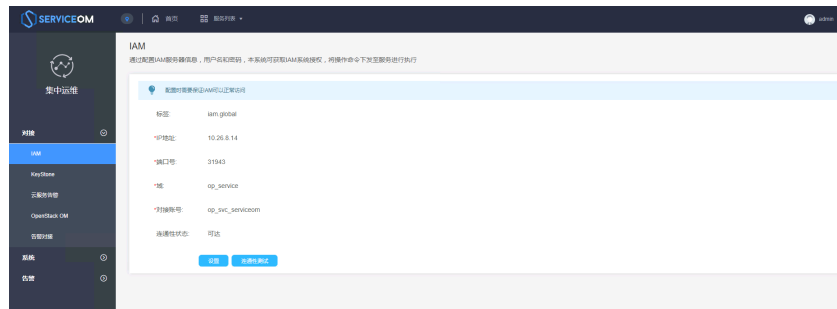 SERVICEOM
首页
服务列表
admin
集中运维
对接
IAM
KeyStone
云服务告警
OpenStack OM
告警对接
系统
告警
IAM
通过配置IAM服务器信息，用户名和密码，本系统可获取IAM系统授权，将操作命令下发至服务进行执行
配置时需要保证IAM可以正常访问
标签: iam.global
*IP地址: 10.26.8.14
*端口号: 31943
*域: op_service
*对接账号: op_svc_serviceom
连通性状态: 可达
设置 连通性测试